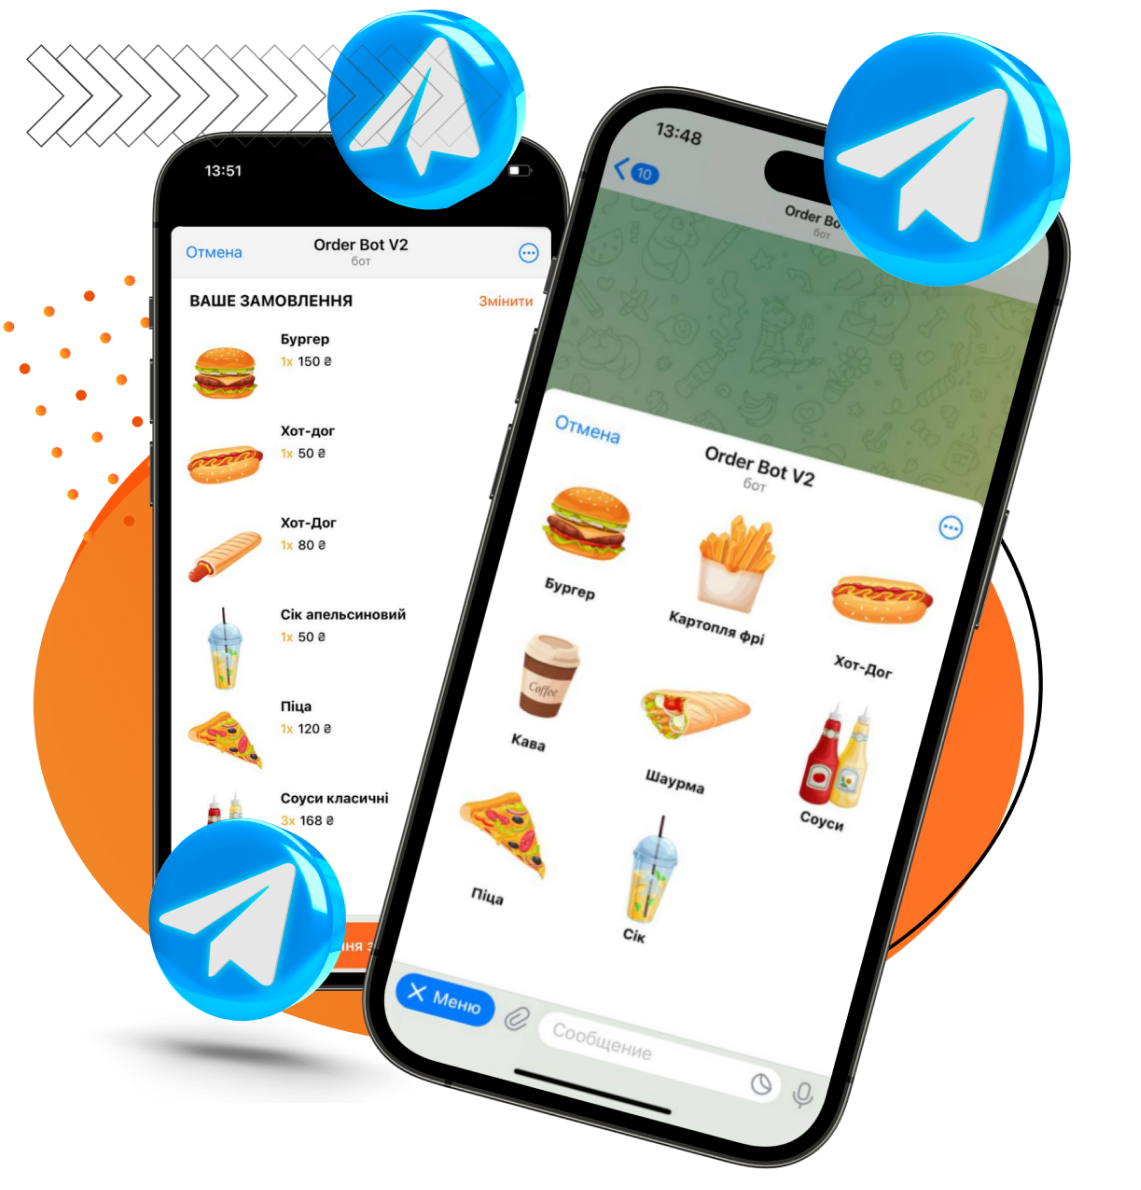 13:51
Отмена
Order Bot V2
бот
ВАШЕ ЗАМОВЛЕННЯ
Змінити
Бургер
1x 150 ₴
Хот-дог
1x 50 ₴
Хот-Дог
1x 80 ₴
Сік апельсиновий
1x 50 ₴
Піца
1x 120 ₴
Соуси класичні
3x 168 ₴
13:48
10
Order Bo
бот
Отмена
Order Bot V2
бот
Бургер
Картопля фрі
Хот-Дог
Coffee
Кава
Шаурма
Соуси
Піца
Сік
Меню
Сообщение